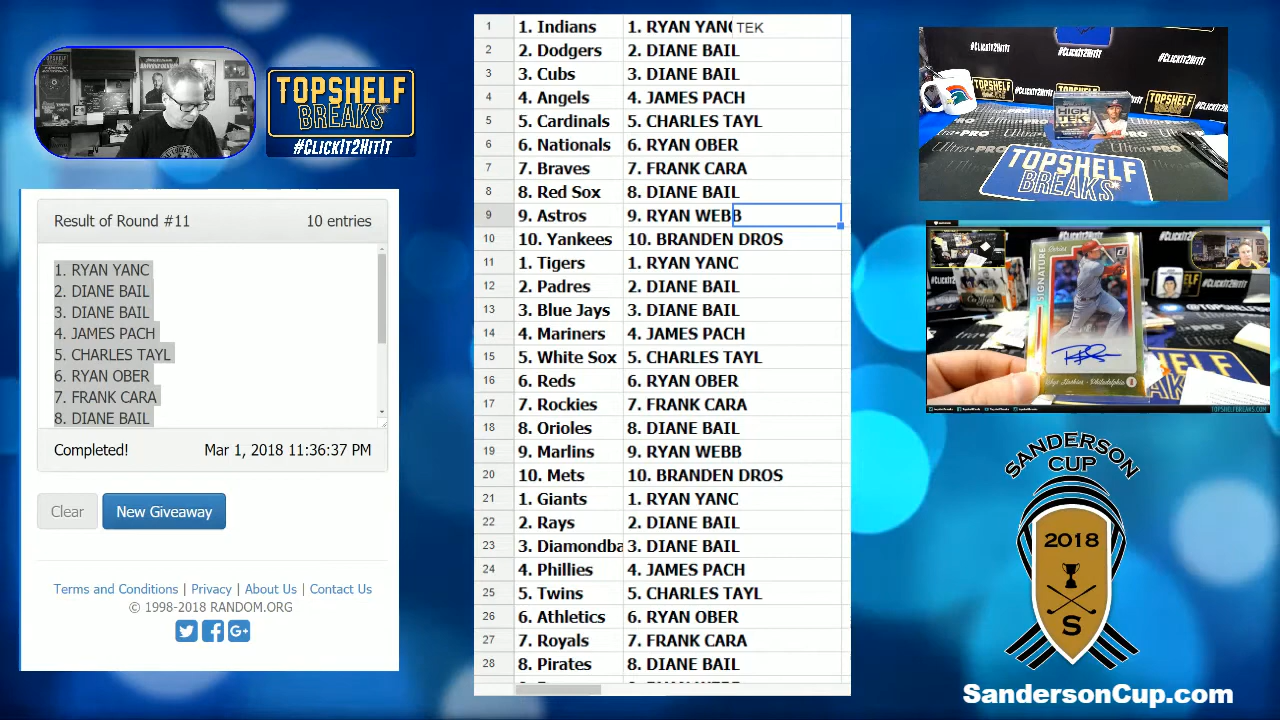 TOPSHELF
BREAKS
#CLICKIT2HITIT
Result of Round #11
10 entries
1. RYAN YANC
2. DIANE BAIL
3. DIANE BAIL
4. JAMES PACH
5. CHARLES TAYL
6. RYAN OBER
7. FRANK CARA
8. DIANE BAIL
Completed!
Mar 1, 2018 11:36:37 PM
Clear
New Giveaway
Terms and Conditions | Privacy | About Us | Contact Us
© 1998-2018 RANDOM.ORG
1 1. Indians 1. RYAN YANC TEK
2 2. Dodgers 2. DIANE BAIL
3 3. Cubs 3. DIANE BAIL
4 4. Angels 4. JAMES PACH
5 5. Cardinals 5. CHARLES TAYL
6 6. Nationals 6. RYAN OBER
7 7. Braves 7. FRANK CARA
8 8. Red Sox 8. DIANE BAIL
9 9. Astros 9. RYAN WEBB
10 10. Yankees 10. BRANDEN DROS
11 1. Tigers 1. RYAN YANC
12 2. Padres 2. DIANE BAIL
13 3. Blue Jays 3. DIANE BAIL
14 4. Mariners 4. JAMES PACH
15 5. White Sox 5. CHARLES TAYL
16 6. Reds 6. RYAN OBER
17 7. Rockies 7. FRANK CARA
18 8. Orioles 8. DIANE BAIL
19 9. Marlins 9. RYAN WEBB
20 10. Mets 10. BRANDEN DROS
21 1. Giants 1. RYAN YANC
22 2. Rays 2. DIANE BAIL
23 3. Diamondba 3. DIANE BAIL
24 4. Phillies 4. JAMES PACH
25 5. Twins 5. CHARLES TAYL
26 6. Athletics 6. RYAN OBER
27 7. Royals 7. FRANK CARA
28 8. Pirates 8. DIANE BAIL
#CLICKIT2HITIT
HIGH
TEK
Ultra·PRO
TOPSHELF
BREAKS
SIGNATURE
Rhys Hoskins - Philadelphia
TOPSHELFBREAKS.COM
SANDERSON
CUP
2018
S
SandersonCup.com